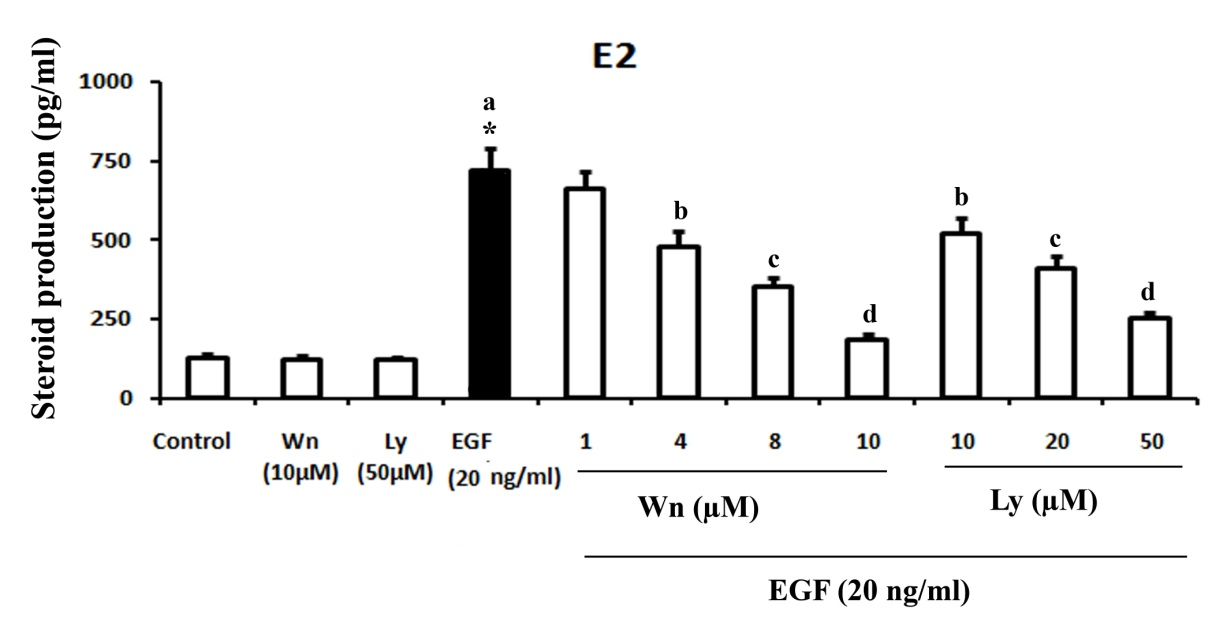 E2
Steroid production (pg/ml)
1000
750
500
250
0
a
*
b
c
d
b
c
d
Control Wn Ly EGF 1 4 8 10 10 20 50
(10µM) (50µM) (20 ng/ml)
Wn (µM) Ly (µM)
EGF (20 ng/ml)